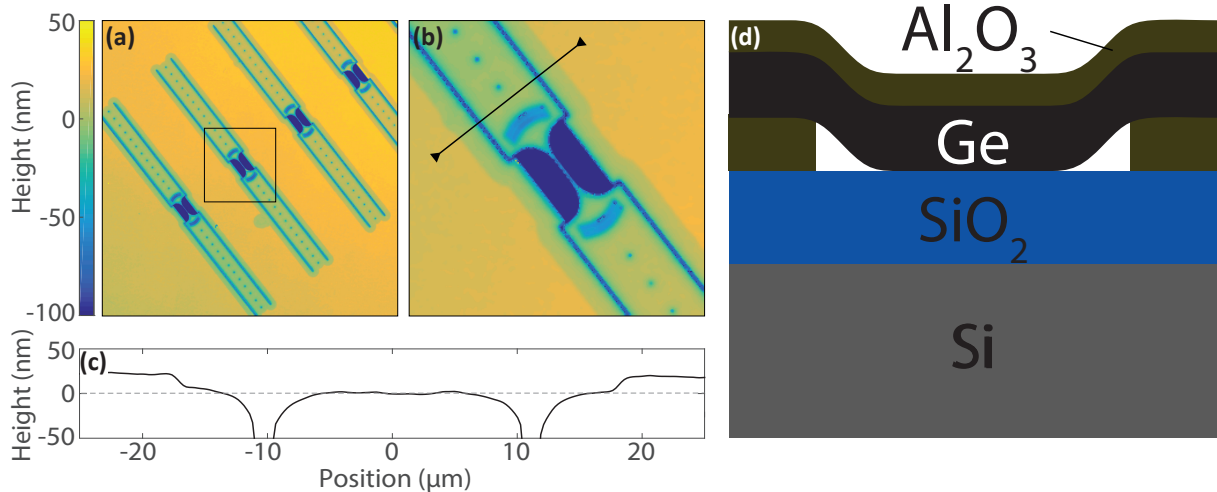 50
0
-50
-100
Height (nm)
(a)
(b)
(c)
50
0
-50
Height (nm)
-20
-10
0
10
20
Position (μm)
(d)
Al₂O₃
Ge
SiO₂
Si